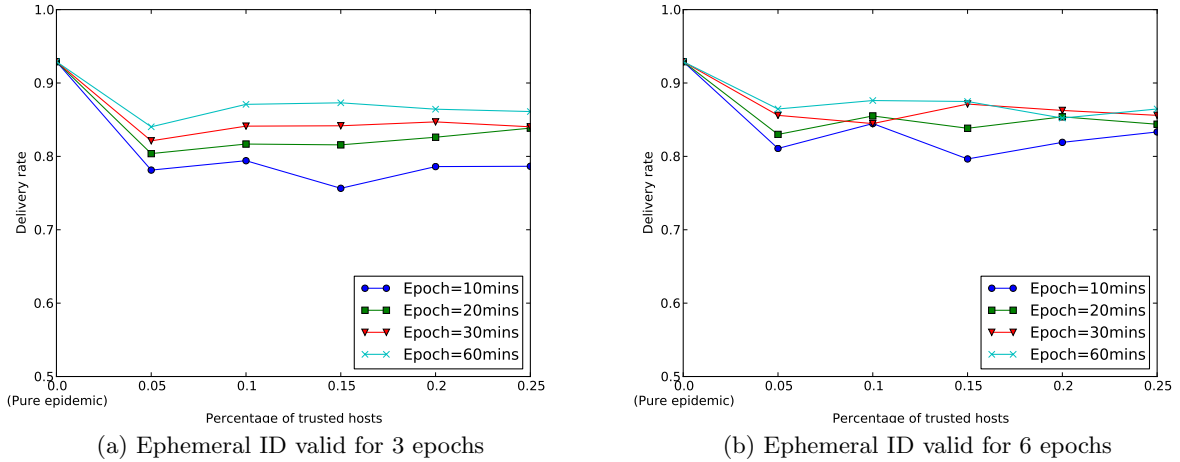 1.0
0.9
0.8
0.7
0.6
0.5
Delivery rate
Epoch=10mins
Epoch=20mins
Epoch=30mins
Epoch=60mins
0.0 0.05 0.1 0.15 0.2 0.25
(Pure epidemic)
Percentage of trusted hosts
(a) Ephemeral ID valid for 3 epochs
1.0
0.9
0.8
0.7
0.6
0.5
Delivery rate
Epoch=10mins
Epoch=20mins
Epoch=30mins
Epoch=60mins
0.0 0.05 0.1 0.15 0.2 0.25
(Pure epidemic)
Percentage of trusted hosts
(b) Ephemeral ID valid for 6 epochs